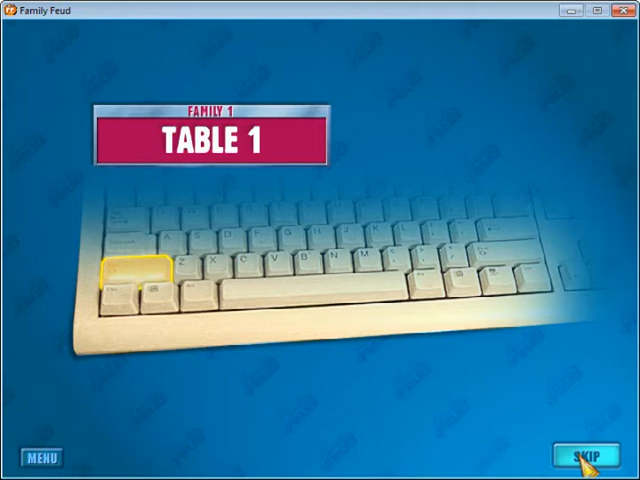 Family Feud
FAMILY 1
TABLE 1
A S D F G H J K L
Z X C V B N M
MENU
SKIP